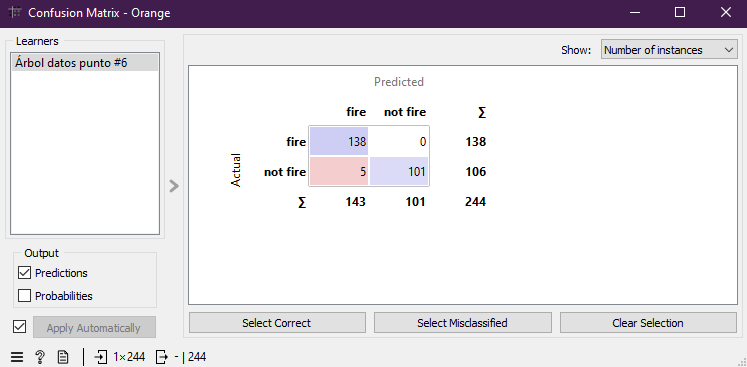 Confusion Matrix - Orange
Learners
Árbol datos punto #6
Output
Predictions
Probabilities
Apply Automatically
Show: Number of instances
Predicted
fire not fire Σ
Actual
fire 138 0 138
not fire 5 101 106
Σ 143 101 244
Select Correct Select Misclassified Clear Selection
1×244 - | 244